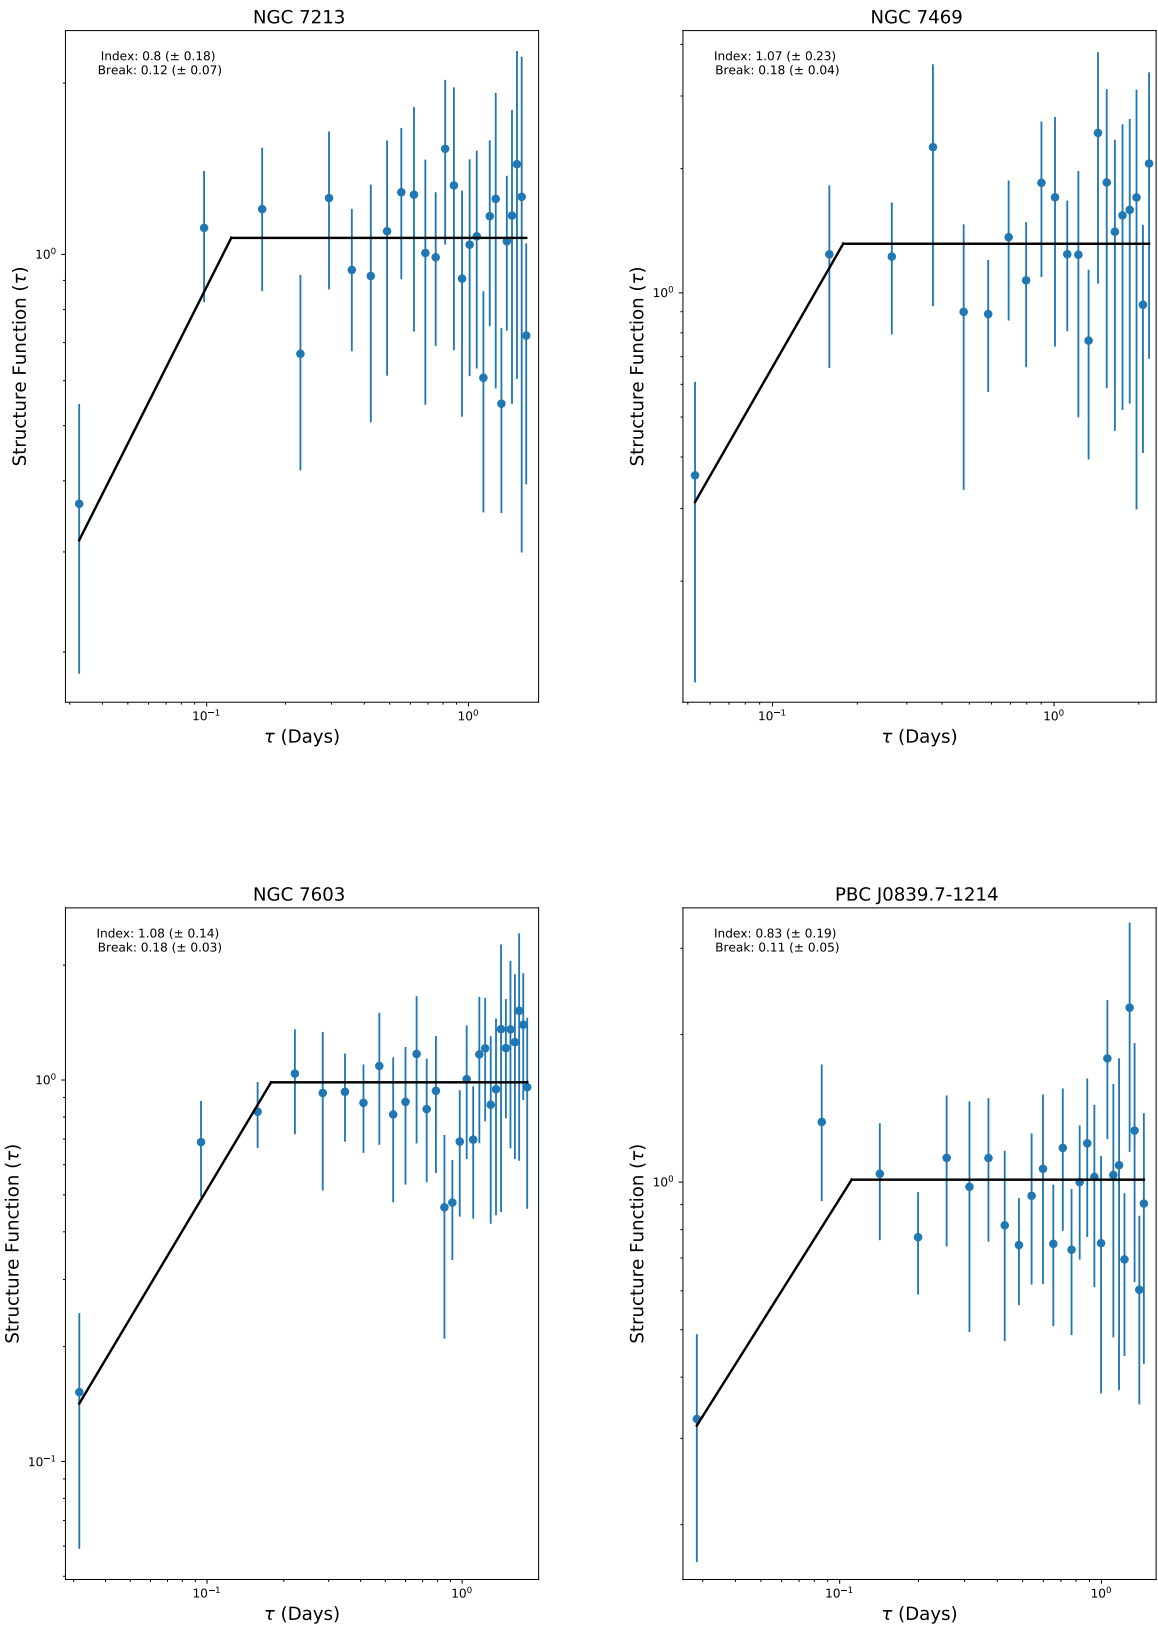 NGC 7213
Index: 0.8 (± 0.18)
Break: 0.12 (± 0.07)
Structure Function (τ)
10⁰
10⁻¹
10⁰
τ (Days)
NGC 7469
Index: 1.07 (± 0.23)
Break: 0.18 (± 0.04)
Structure Function (τ)
10⁰
10⁻¹
10⁰
τ (Days)
NGC 7603
Index: 1.08 (± 0.14)
Break: 0.18 (± 0.03)
Structure Function (τ)
10⁰
10⁻¹
10⁻¹
10⁰
τ (Days)
PBC J0839.7-1214
Index: 0.83 (± 0.19)
Break: 0.11 (± 0.05)
Structure Function (τ)
10⁰
10⁻¹
10⁰
τ (Days)